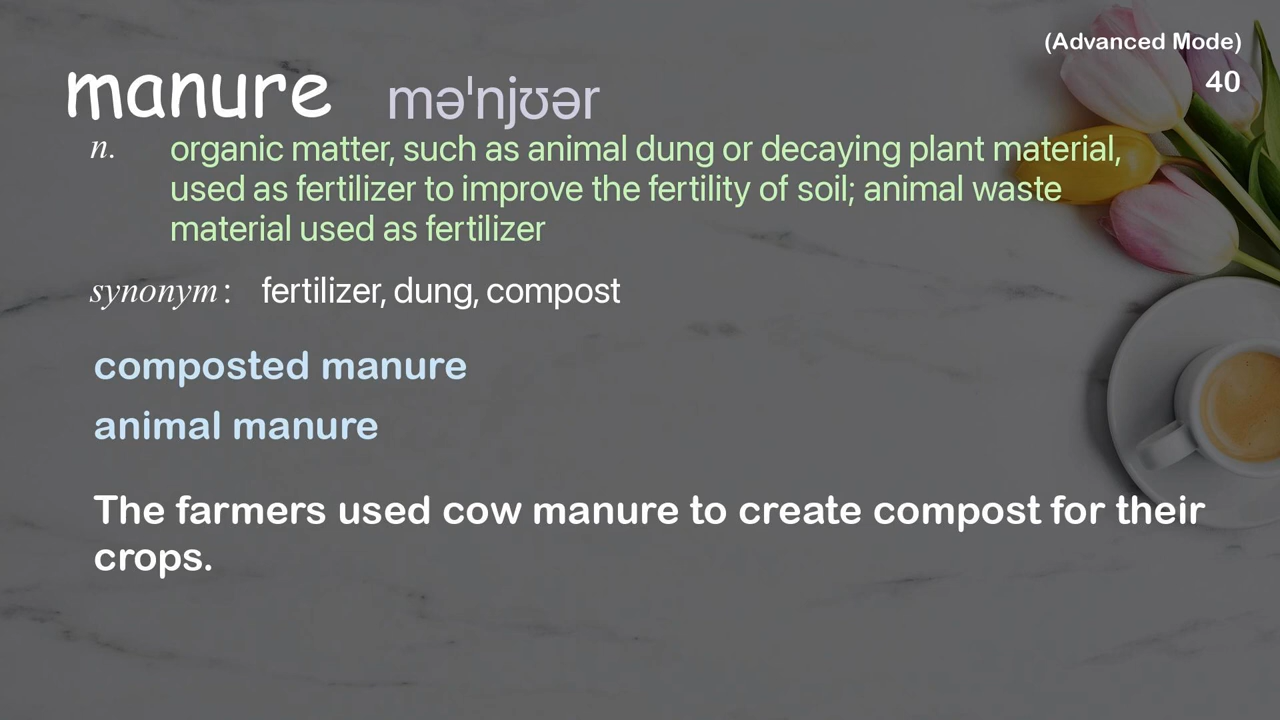 (Advanced Mode)
manure məˈnjʊər
40
n. organic matter, such as animal dung or decaying plant material,
used as fertilizer to improve the fertility of soil; animal waste
material used as fertilizer
synonym: fertilizer, dung, compost
composted manure
animal manure
The farmers used cow manure to create compost for their
crops.